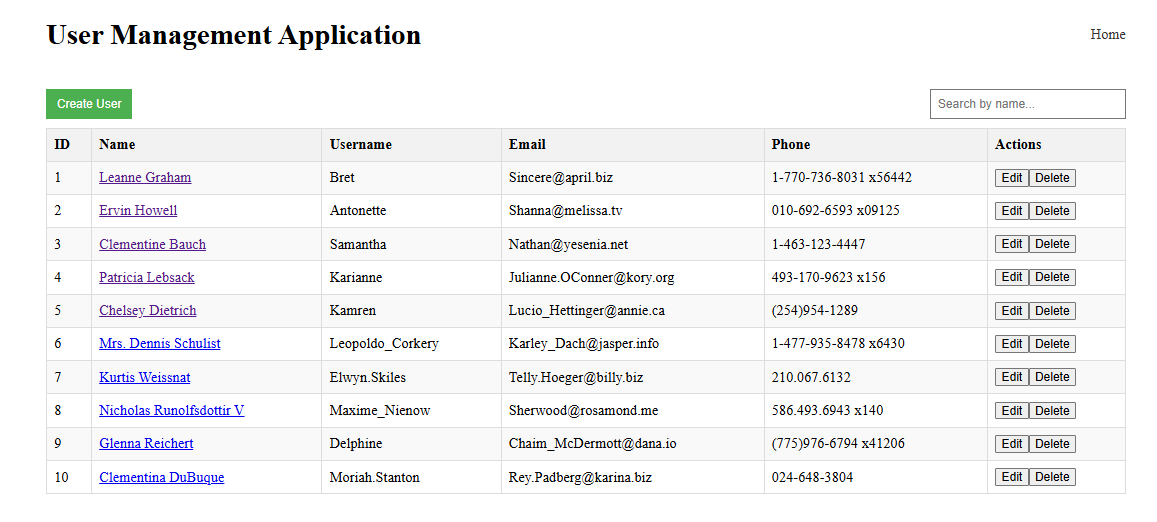 User Management Application Home
Create User Search by name...
ID Name Username Email Phone Actions
1 Leanne Graham Bret Sincere@april.biz 1-770-736-8031 x56442 Edit Delete
2 Ervin Howell Antonette Shanna@melissa.tv 010-692-6593 x09125 Edit Delete
3 Clementine Bauch Samantha Nathan@yesenia.net 1-463-123-4447 Edit Delete
4 Patricia Lebsack Karianne Julianne.OConner@kory.org 493-170-9623 x156 Edit Delete
5 Chelsey Dietrich Kamren Lucio_Hettinger@annie.ca (254)954-1289 Edit Delete
6 Mrs. Dennis Schulist Leopoldo_Corkery Karley_Dach@jasper.info 1-477-935-8478 x6430 Edit Delete
7 Kurtis Weissnat Elwyn.Skiles Telly.Hoeger@billy.biz 210.067.6132 Edit Delete
8 Nicholas Runolfsdottir V Maxime_Nienow Sherwood@rosamond.me 586.493.6943 x140 Edit Delete
9 Glenna Reichert Delphine Chaim_McDermott@dana.io (775)976-6794 x41206 Edit Delete
10 Clementina DuBuque Moriah.Stanton Rey.Padberg@karina.biz 024-648-3804 Edit Delete